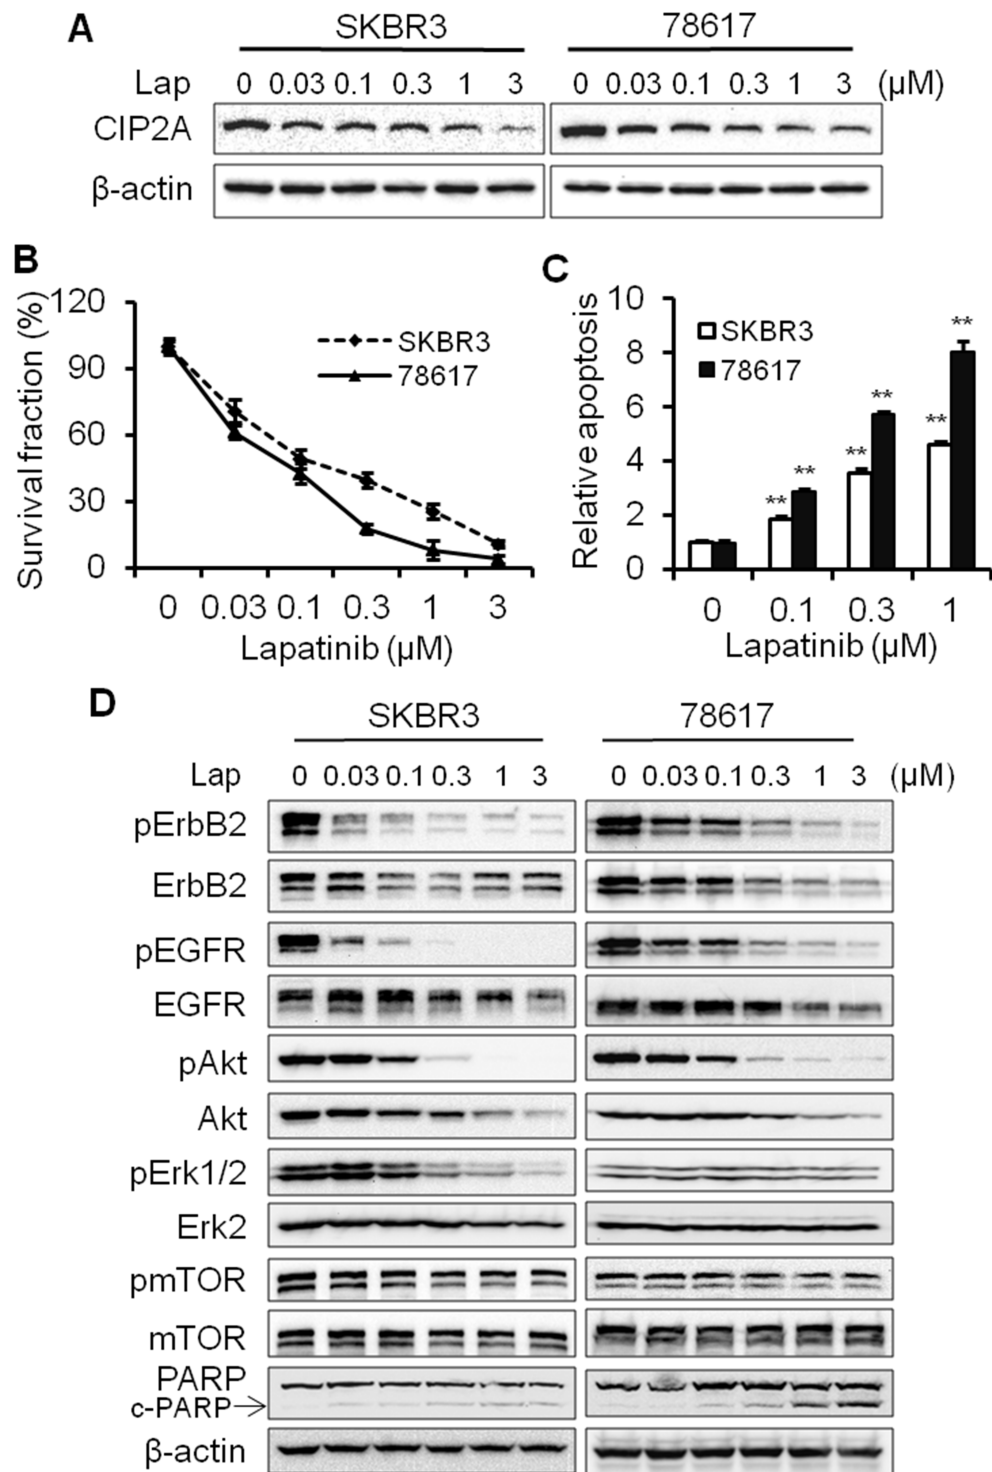 A
SKBR3 78617
Lap 0 0.03 0.1 0.3 1 3 0 0.03 0.1 0.3 1 3 (μM)
CIP2A
β-actin
B
Survival fraction (%)
120
90
60
30
0
SKBR3
78617
0 0.03 0.1 0.3 1 3
Lapatinib (μM)
C
Relative apoptosis
10
8
6
4
2
0
SKBR3
78617
** ** ** ** ** **
0 0.1 0.3 1
Lapatinib (μM)
D
SKBR3 78617
Lap 0 0.03 0.1 0.3 1 3 0 0.03 0.1 0.3 1 3 (μM)
pErbB2
ErbB2
pEGFR
EGFR
pAkt
Akt
pErk1/2
Erk2
pmTOR
mTOR
PARP
c-PARP
β-actin